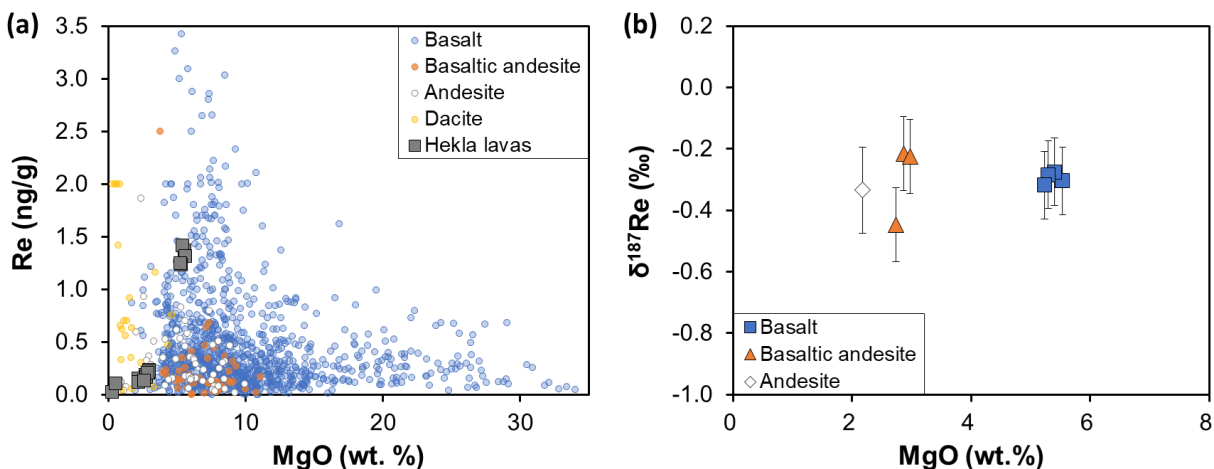 (a)
3.5
3.0
2.5
2.0
1.5
1.0
0.5
0.0
Re (ng/g)
Basalt
Basaltic andesite
Andesite
Dacite
Hekla lavas
0 10 20 30
MgO (wt. %)
(b)
0.2
0.0
-0.2
-0.4
-0.6
-0.8
-1.0
δ¹⁸⁷Re (‰)
Basalt
Basaltic andesite
Andesite
0 2 4 6 8
MgO (wt.%)